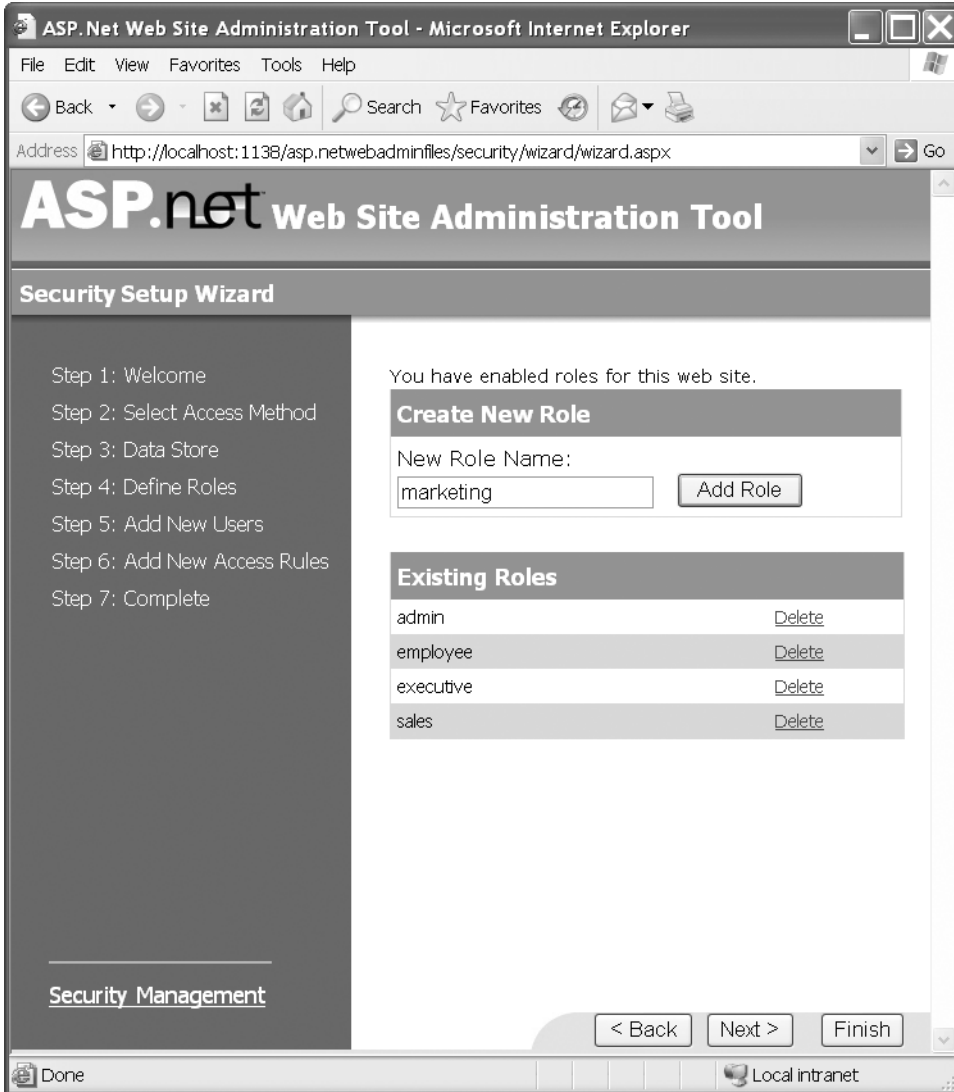 ASP.Net Web Site Administration Tool - Microsoft Internet Explorer
File Edit View Favorites Tools Help
Back Search Favorites
Address http://localhost:1138/asp.netwebadminfiles/security/wizard/wizard.aspx Go
ASP.net Web Site Administration Tool
Security Setup Wizard
Step 1: Welcome
Step 2: Select Access Method
Step 3: Data Store
Step 4: Define Roles
Step 5: Add New Users
Step 6: Add New Access Rules
Step 7: Complete
Security Management
You have enabled roles for this web site.
Create New Role
New Role Name:
marketing Add Role
Existing Roles
admin Delete
employee Delete
executive Delete
sales Delete
< Back Next > Finish
Done Local intranet